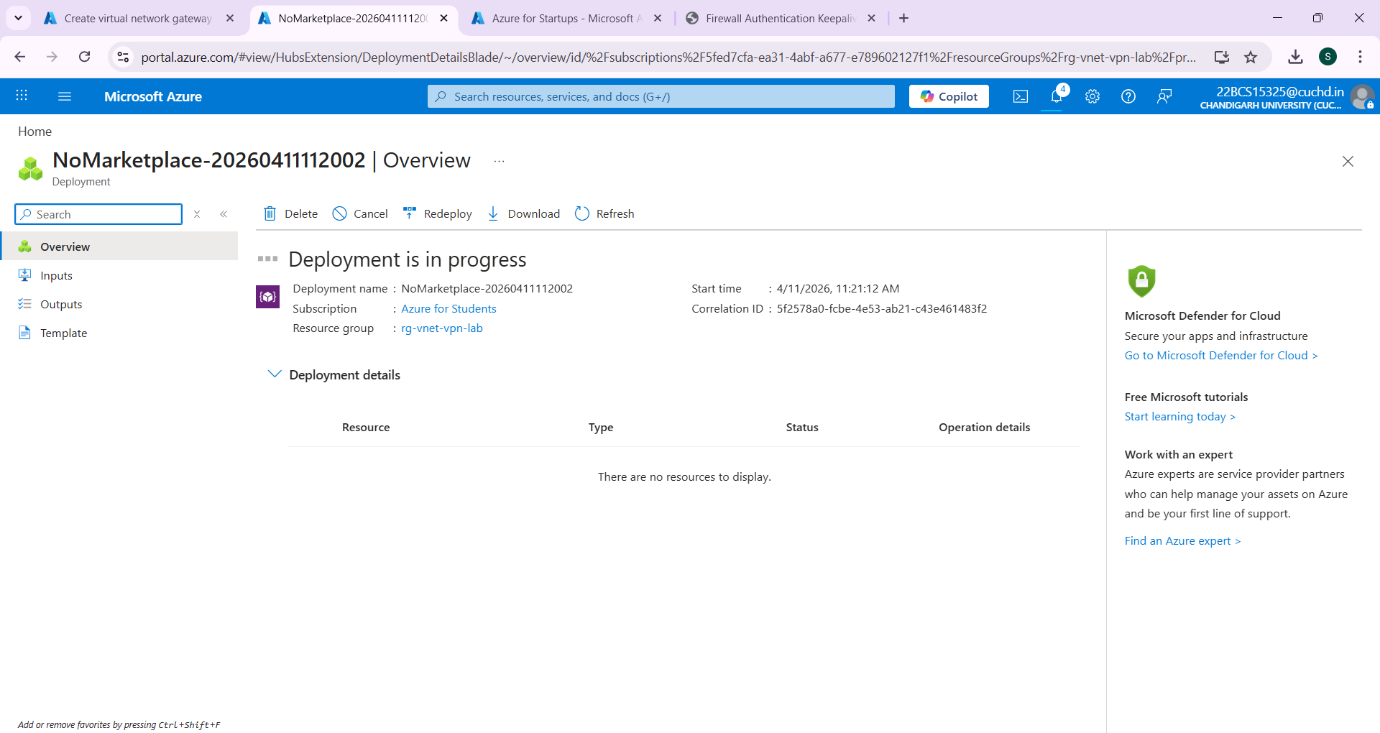 Create virtual network gateway
NoMarketplace-2026041111200
Azure for Startups - Microsoft A
Firewall Authentication Keepaliv
portal.azure.com/#view/HubsExtension/DeploymentDetailsBlade/~/overview/id/%2Fsubscriptions%2F5fed7cfa-ea31-4abf-a677-e789602127f1%2FresourceGroups%2Frg-vnet-vpn-lab%2Fpr...
S
Microsoft Azure
Search resources, services, and docs (G+/)
Copilot
4
22BCS15325@cuchd.in
CHANDIGARH UNIVERSITY (CUC...
Home
NoMarketplace-20260411112002 | Overview ...
Deployment
Search
Overview
Inputs
Outputs
Template
Delete
Cancel
Redeploy
Download
Refresh
Deployment is in progress
Deployment name : NoMarketplace-20260411112002
Subscription : Azure for Students
Resource group : rg-vnet-vpn-lab
Start time : 4/11/2026, 11:21:12 AM
Correlation ID : 5f2578a0-fcbe-4e53-ab21-c43e461483f2
Deployment details
Resource Type Status Operation details
There are no resources to display.
Microsoft Defender for Cloud
Secure your apps and infrastructure
Go to Microsoft Defender for Cloud >
Free Microsoft tutorials
Start learning today >
Work with an expert
Azure experts are service provider partners
who can help manage your assets on Azure
and be your first line of support.
Find an Azure expert >
Add or remove favorites by pressing Ctrl+Shift+F